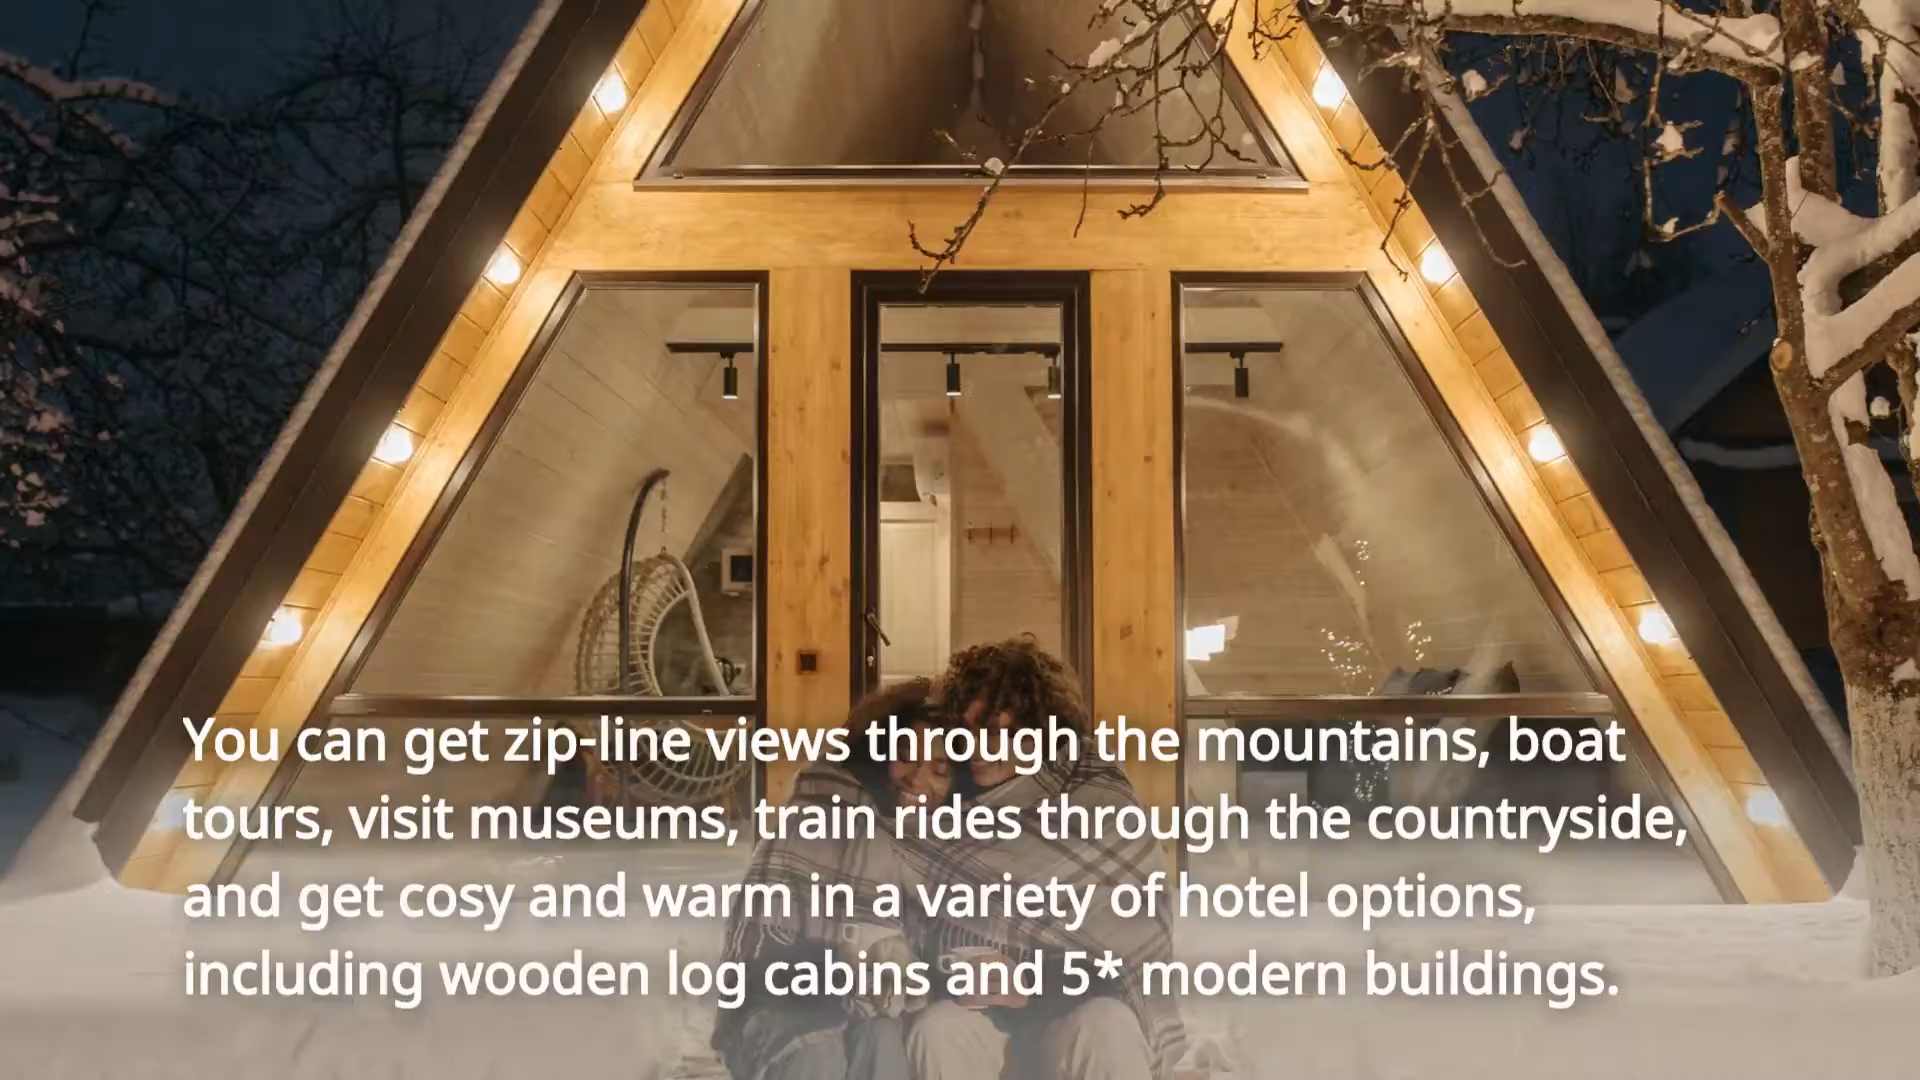 You can get zip-line views through the mountains, boat
tours, visit museums, train rides through the countryside,
and get cosy and warm in a variety of hotel options,
including wooden log cabins and 5* modern buildings.